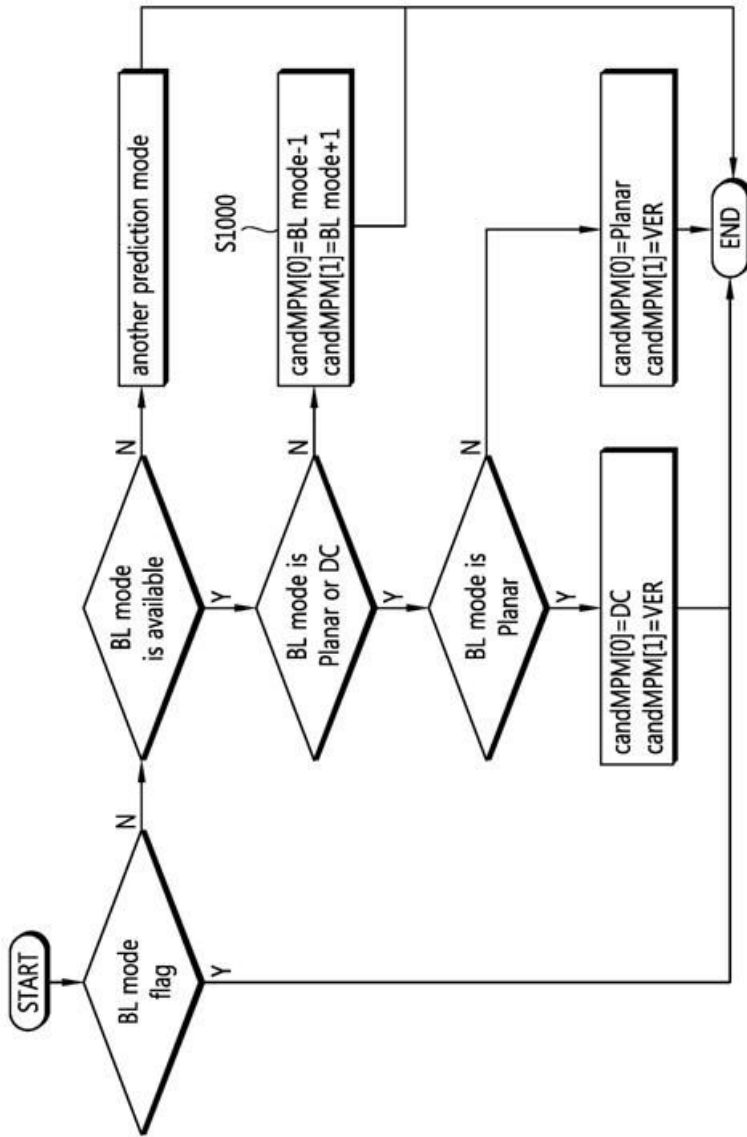 START
BL mode
flag
N
Y
BL mode
is available
N
Y
another prediction mode
BL mode is
Planar or DC
N
Y
S1000
candMPM[0]=BL mode-1
candMPM[1]=BL mode+1
BL mode is
Planar
N
Y
candMPM[0]=DC
candMPM[1]=VER
candMPM[0]=Planar
candMPM[1]=VER
END